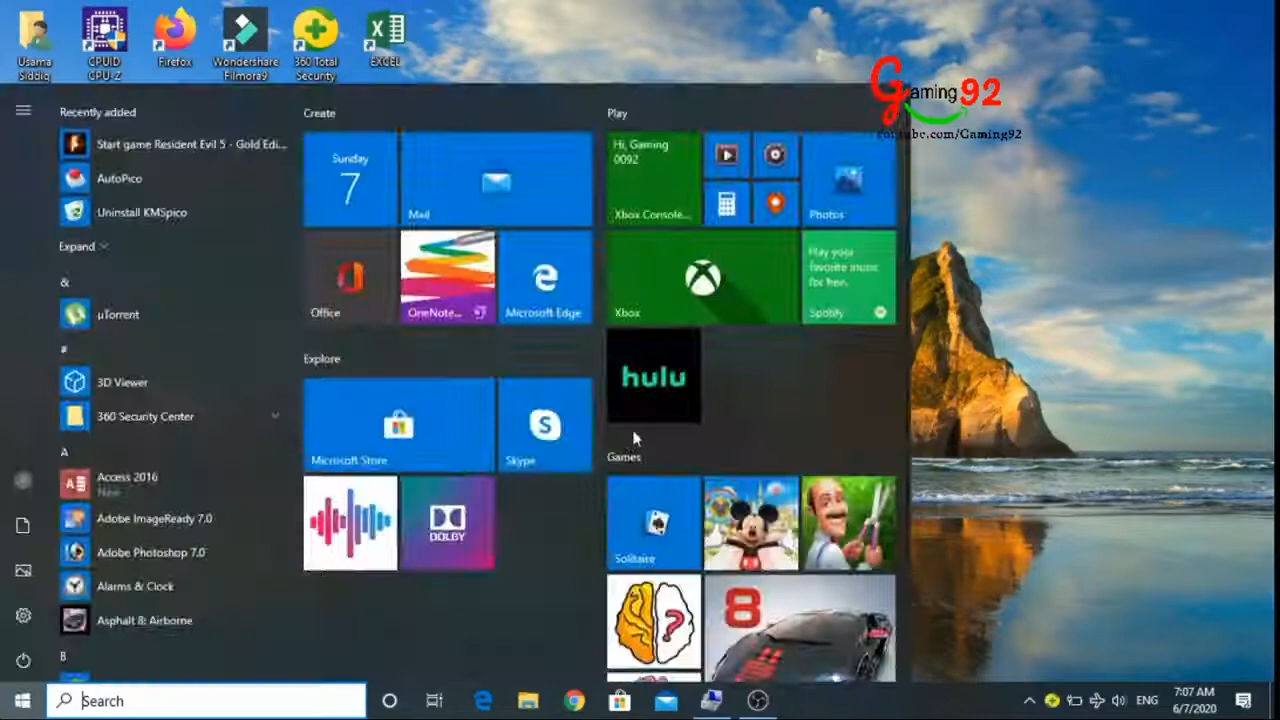 Usama
Siddiq
CPUID
CPU-Z
Firefox
Wondershare
Filmora9
360 Total
Security
EXCEL
Gaming92
youtube.com/Gaming92
Recently added
Start game Resident Evil 5 - Gold Edi...
AutoPico
Uninstall KMSpico
Expand
&
µTorrent
#
3D Viewer
360 Security Center
A
Access 2016
New
Adobe ImageReady 7.0
Adobe Photoshop 7.0
Alarms & Clock
Asphalt 8: Airborne
B
Create
Sunday
7
Mail
Office
OneNote...
Microsoft Edge
Explore
Microsoft Store
Skype
DOLBY
Play
Hi, Gaming
0092
Xbox Console...
Photos
Xbox
Play your
favorite music
for free.
Spotify
hulu
Games
Solitaire
?
8
Search
ENG
7:07 AM
6/7/2020